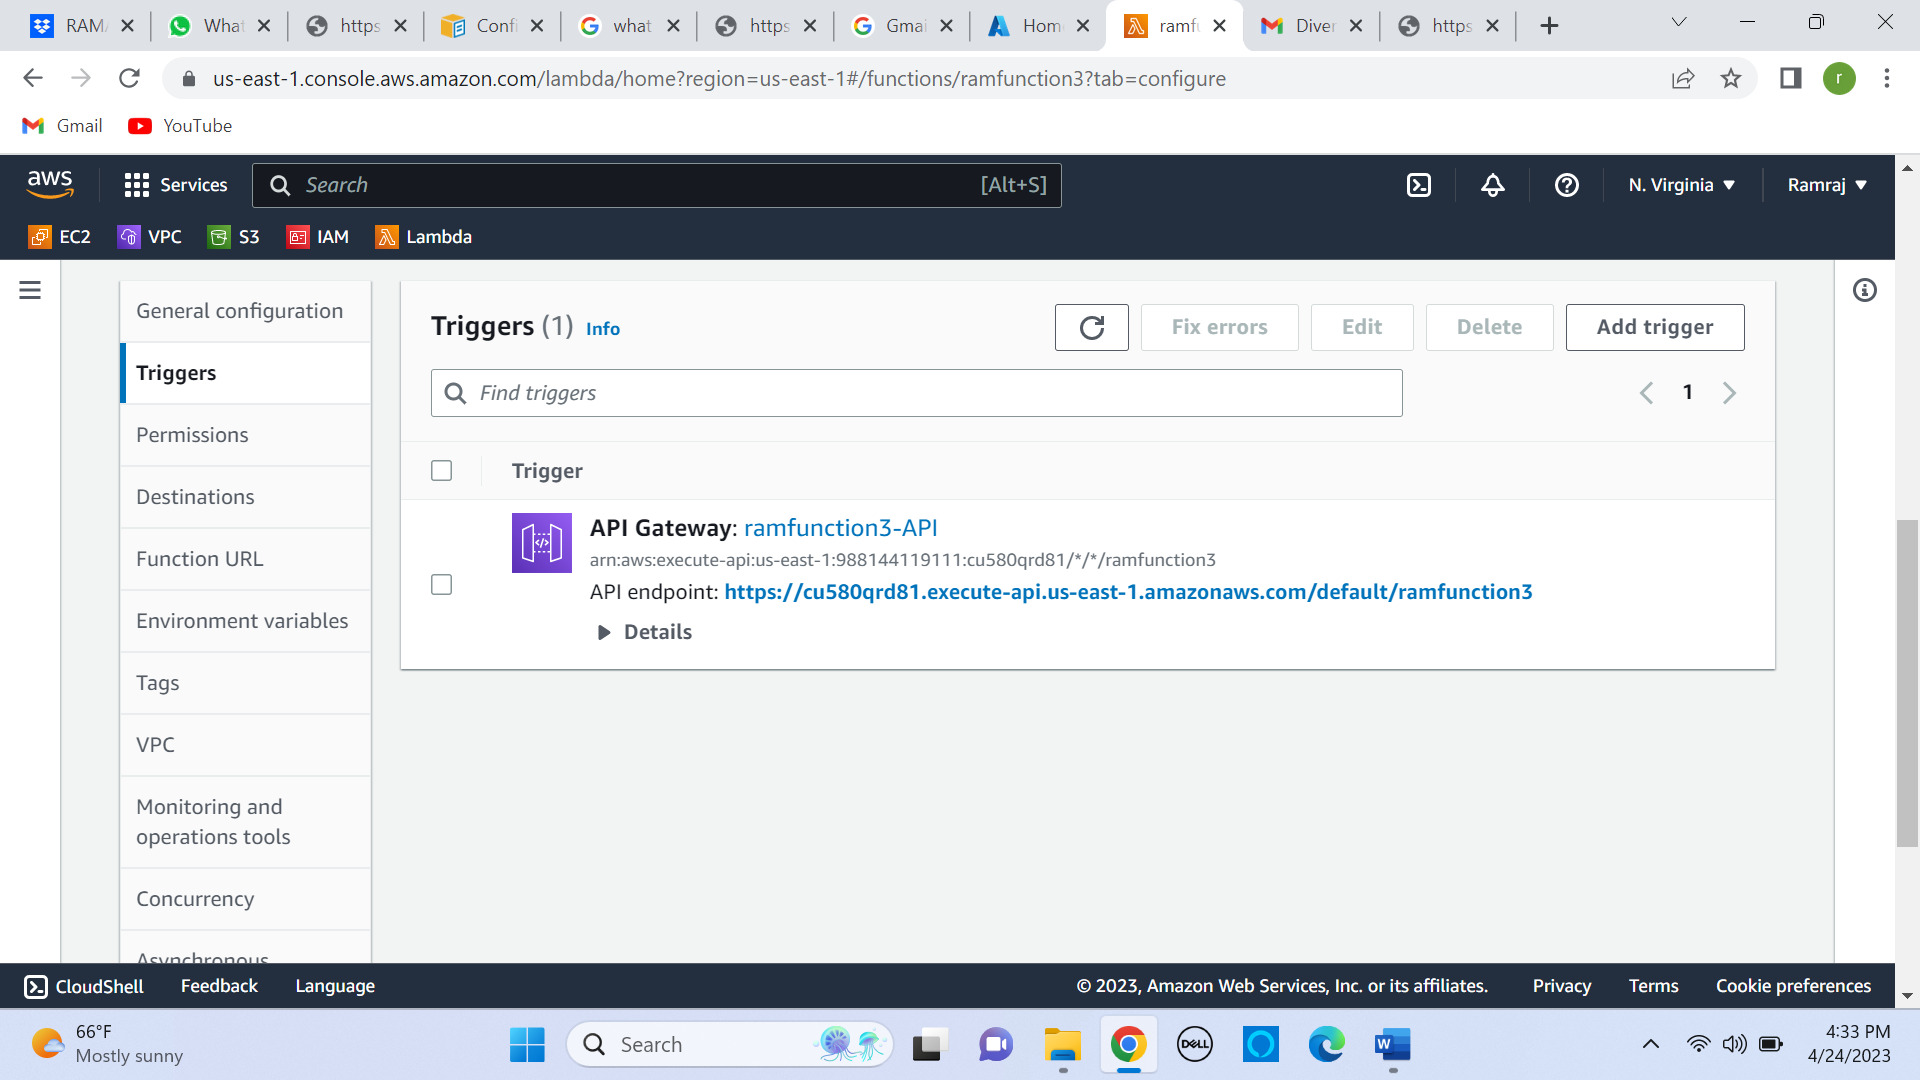 RAM
What
https
Confi
what
https
Gmai
Hom
ramfu
Diver
https
us-east-1.console.aws.amazon.com/lambda/home?region=us-east-1#/functions/ramfunction3?tab=configure
r
Gmail
YouTube
aws
Services
Search
[Alt+S]
N. Virginia
Ramraj
EC2
VPC
S3
IAM
Lambda
General configuration
Triggers
Permissions
Destinations
Function URL
Environment variables
Tags
VPC
Monitoring and
operations tools
Concurrency
Asynchronous
Triggers (1) Info
Fix errors
Edit
Delete
Add trigger
Find triggers
1
Trigger
API Gateway: ramfunction3-API
arn:aws:execute-api:us-east-1:988144119111:cu580qrd81/*/*/ramfunction3
API endpoint: https://cu580qrd81.execute-api.us-east-1.amazonaws.com/default/ramfunction3
Details
CloudShell
Feedback
Language
© 2023, Amazon Web Services, Inc. or its affiliates.
Privacy
Terms
Cookie preferences
66°F
Mostly sunny
Search
DELL
W
4:33 PM
4/24/2023